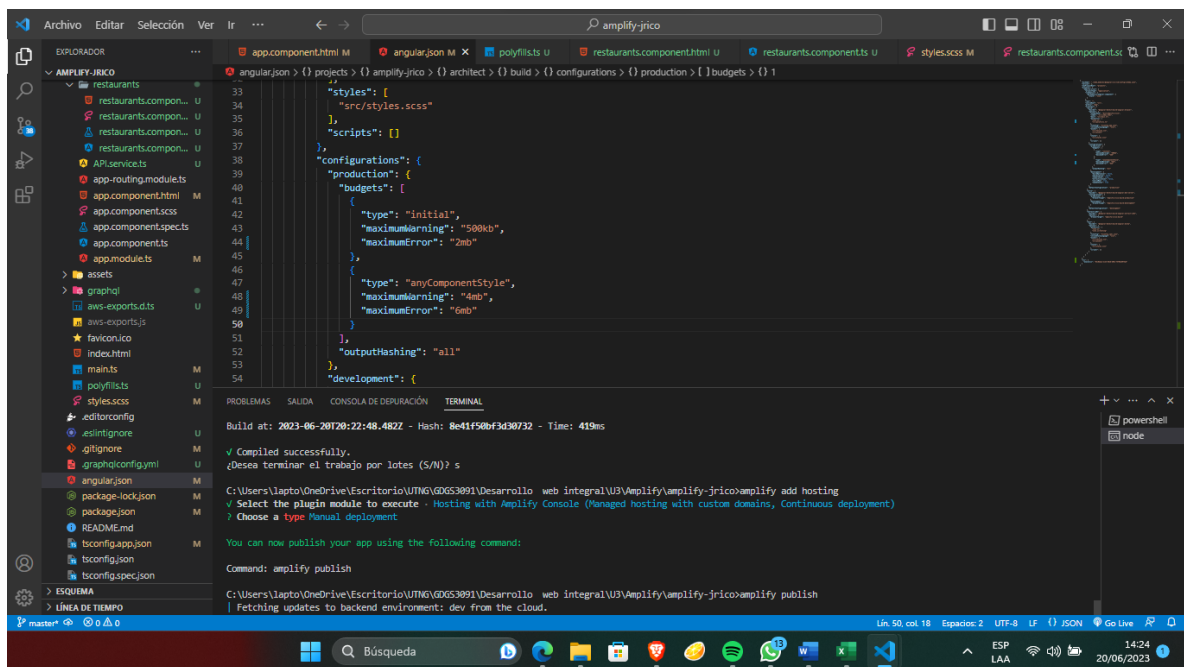 Archivo Editar Selección Ver Ir ··· amplify-jrico
EXPLORADOR ···
app.component.html M angular.json M polyfills.ts U restaurants.component.html U restaurants.component.ts U styles.scss M restaurants.component.sc
AMPLIFY-JRICO
angular.json > {} projects > {} amplify-jrico > {} architect > {} build > {} configurations > {} production > [ ] budgets > {} 1
restaurants
restaurants.compon... U
restaurants.compon... U
restaurants.compon... U
restaurants.compon... U
API.service.ts U
app-routing.module.ts
app.component.html M
app.component.scss
app.component.spec.ts
app.component.ts
app.module.ts M
assets
graphql
aws-exports.d.ts U
aws-exports.js
favicon.ico
index.html
main.ts M
polyfills.ts U
styles.scss M
.editorconfig
.eslintignore U
.gitignore M
.graphqlconfig.yml U
angular.json M
package-lock.json M
package.json M
README.md
tsconfig.app.json M
tsconfig.json
tsconfig.spec.json
ESQUEMA
LÍNEA DE TIEMPO
33 "styles": [
34 "src/styles.scss"
35 ],
36 "scripts": []
37 },
38 "configurations": {
39 "production": {
40 "budgets": [
41 {
42 "type": "initial",
43 "maximumWarning": "500kb",
44 "maximumError": "2mb"
45 },
46 {
47 "type": "anyComponentStyle",
48 "maximumWarning": "4mb",
49 "maximumError": "6mb"
50 }
51 ],
52 "outputHashing": "all"
53 },
54 "development": {
PROBLEMAS SALIDA CONSOLA DE DEPURACIÓN TERMINAL
powershell
node
Build at: 2023-06-20T20:22:48.482Z - Hash: 8e41f50bf3d30732 - Time: 419ms
√ Compiled successfully.
¿Desea terminar el trabajo por lotes (S/N)? s
C:\Users\lapto\OneDrive\Escritorio\UTNG\GDGS3091\Desarrollo web integral\U3\Amplify\amplify-jrico>amplify add hosting
√ Select the plugin module to execute · Hosting with Amplify Console (Managed hosting with custom domains, Continuous deployment)
? Choose a type Manual deployment
You can now publish your app using the following command:
Command: amplify publish
C:\Users\lapto\OneDrive\Escritorio\UTNG\GDGS3091\Desarrollo web integral\U3\Amplify\amplify-jrico>amplify publish
| Fetching updates to backend environment: dev from the cloud.
master* 0 0 Lín. 50, col. 18 Espacios: 2 UTF-8 LF {} JSON Go Live
Búsqueda
13
ESP
LAA
14:24
20/06/2023
1